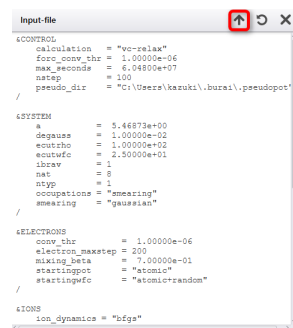 Input-file
&CONTROL
calculation = "vc-relax"
forc_conv_thr = 1.00000e-06
max_seconds = 6.04800e+07
nstep = 100
pseudo_dir = "C:\Users\kazuki\.burai\.pseudopot"
/
&SYSTEM
a = 5.46873e+00
degauss = 1.00000e-02
ecutrho = 1.00000e+02
ecutwfc = 2.50000e+01
ibrav = 1
nat = 8
ntyp = 1
occupations = "smearing"
smearing = "gaussian"
/
&ELECTRONS
conv_thr = 1.00000e-06
electron_maxstep = 200
mixing_beta = 7.00000e-01
startingpot = "atomic"
startingwfc = "atomic+random"
/
&IONS
ion_dynamics = "bfgs"